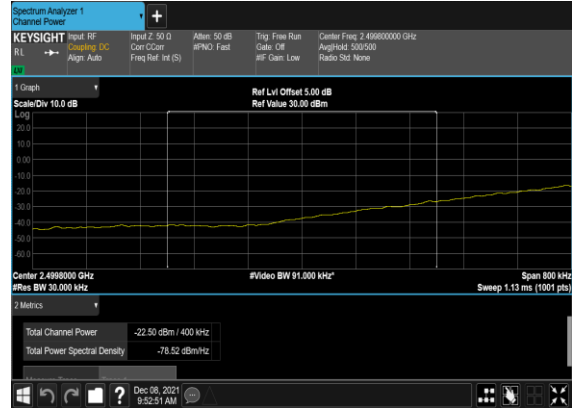 Spectrum Analyzer 1
Channel Power
+
KEYSIGHT Input: RF Input Z: 50 Ω Atten: 50 dB Trig: Free Run Center Freq: 2.499800000 GHz
RL Coupling: DC Corr CCorr #PNO: Fast Gate: Off Avg|Hold: 500/500
Align: Auto Freq Ref: Int (S) #IF Gain: Low Radio Std: None
LXI
1 Graph
Ref Lvl Offset 5.00 dB
Scale/Div 10.0 dB Ref Value 30.00 dBm
Log
20.0
10.0
0.00
-10.0
-20.0
-30.0
-40.0
-50.0
-60.0
Center 2.4998000 GHz #Video BW 91.000 kHz* Span 800 kHz
#Res BW 30.000 kHz Sweep 1.13 ms (1001 pts)
2 Metrics
Total Channel Power -22.50 dBm / 400 kHz
Total Power Spectral Density -78.52 dBm/Hz
? Dec 08, 2021
9:52:51 AM